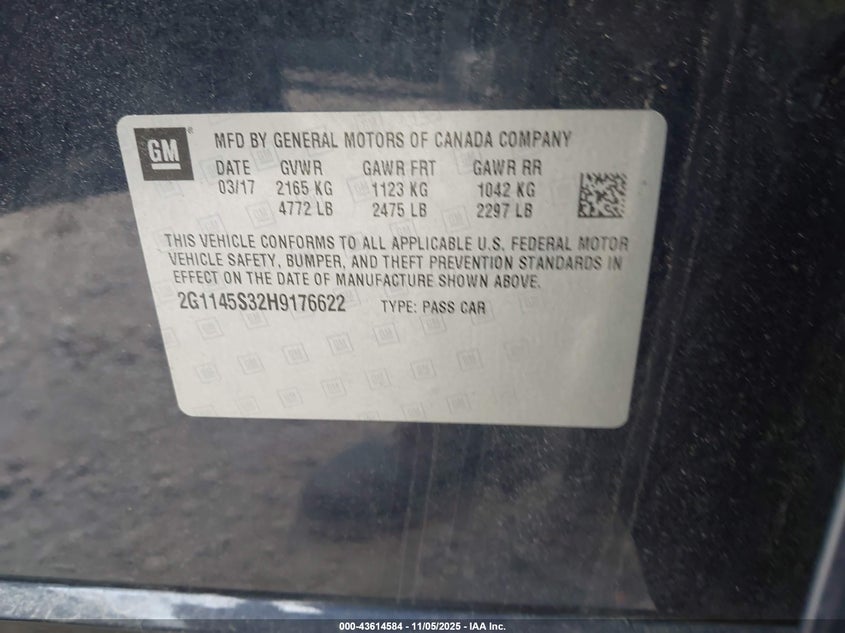 GM
MFD BY GENERAL MOTORS OF CANADA COMPANY
DATE GVWR GAWR FRT GAWR RR
03/17 2165 KG 1123 KG 1042 KG
4772 LB 2475 LB 2297 LB
THIS VEHICLE CONFORMS TO ALL APPLICABLE U.S. FEDERAL MOTOR
VEHICLE SAFETY, BUMPER, AND THEFT PREVENTION STANDARDS IN
EFFECT ON THE DATE OF MANUFACTURE SHOWN ABOVE.
2G1145S32H9176622 TYPE: PASS CAR
000-43614584 - 11/05/2025 - IAA Inc.